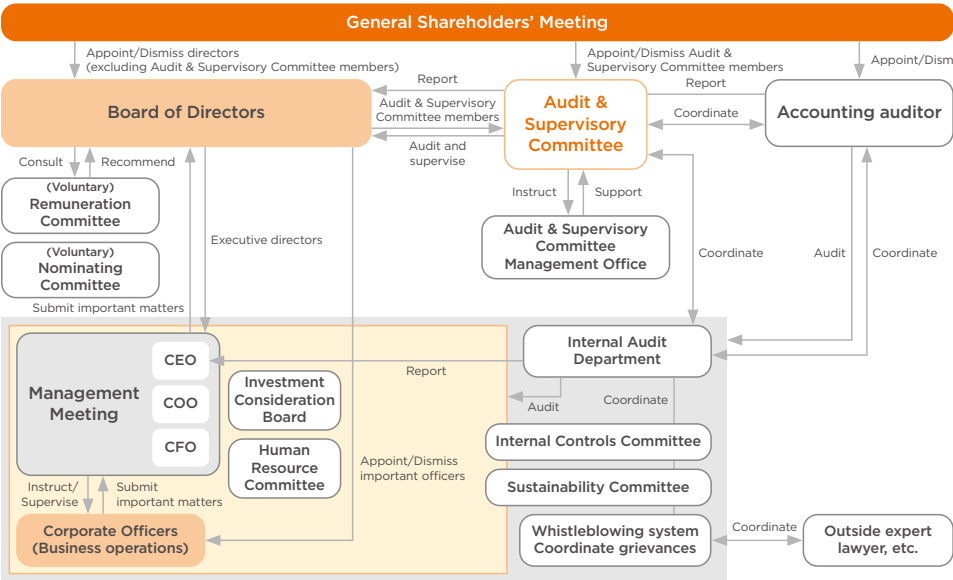 General Shareholders' Meeting
Appoint/Dismiss directors
(excluding Audit & Supervisory Committee members)
Appoint/Dismiss Audit &
Supervisory Committee members
Appoint/Dism
Board of Directors
Report
Audit & Supervisory
Committee members
Audit and
supervise
Audit &
Supervisory
Committee
Report
Coordinate
Accounting auditor
Consult
Recommend
(Voluntary)
Remuneration
Committee
(Voluntary)
Nominating
Committee
Executive directors
Instruct
Support
Audit & Supervisory
Committee
Management Office
Coordinate
Audit
Coordinate
Submit important matters
Management
Meeting
CEO
COO
CFO
Investment
Consideration
Board
Human
Resource
Committee
Report
Internal Audit
Department
Audit
Coordinate
Internal Controls Committee
Sustainability Committee
Whistleblowing system
Coordinate grievances
Coordinate
Outside expert
lawyer, etc.
Appoint/Dismiss
important officers
Instruct/
Supervise
Submit
important matters
Corporate Officers
(Business operations)